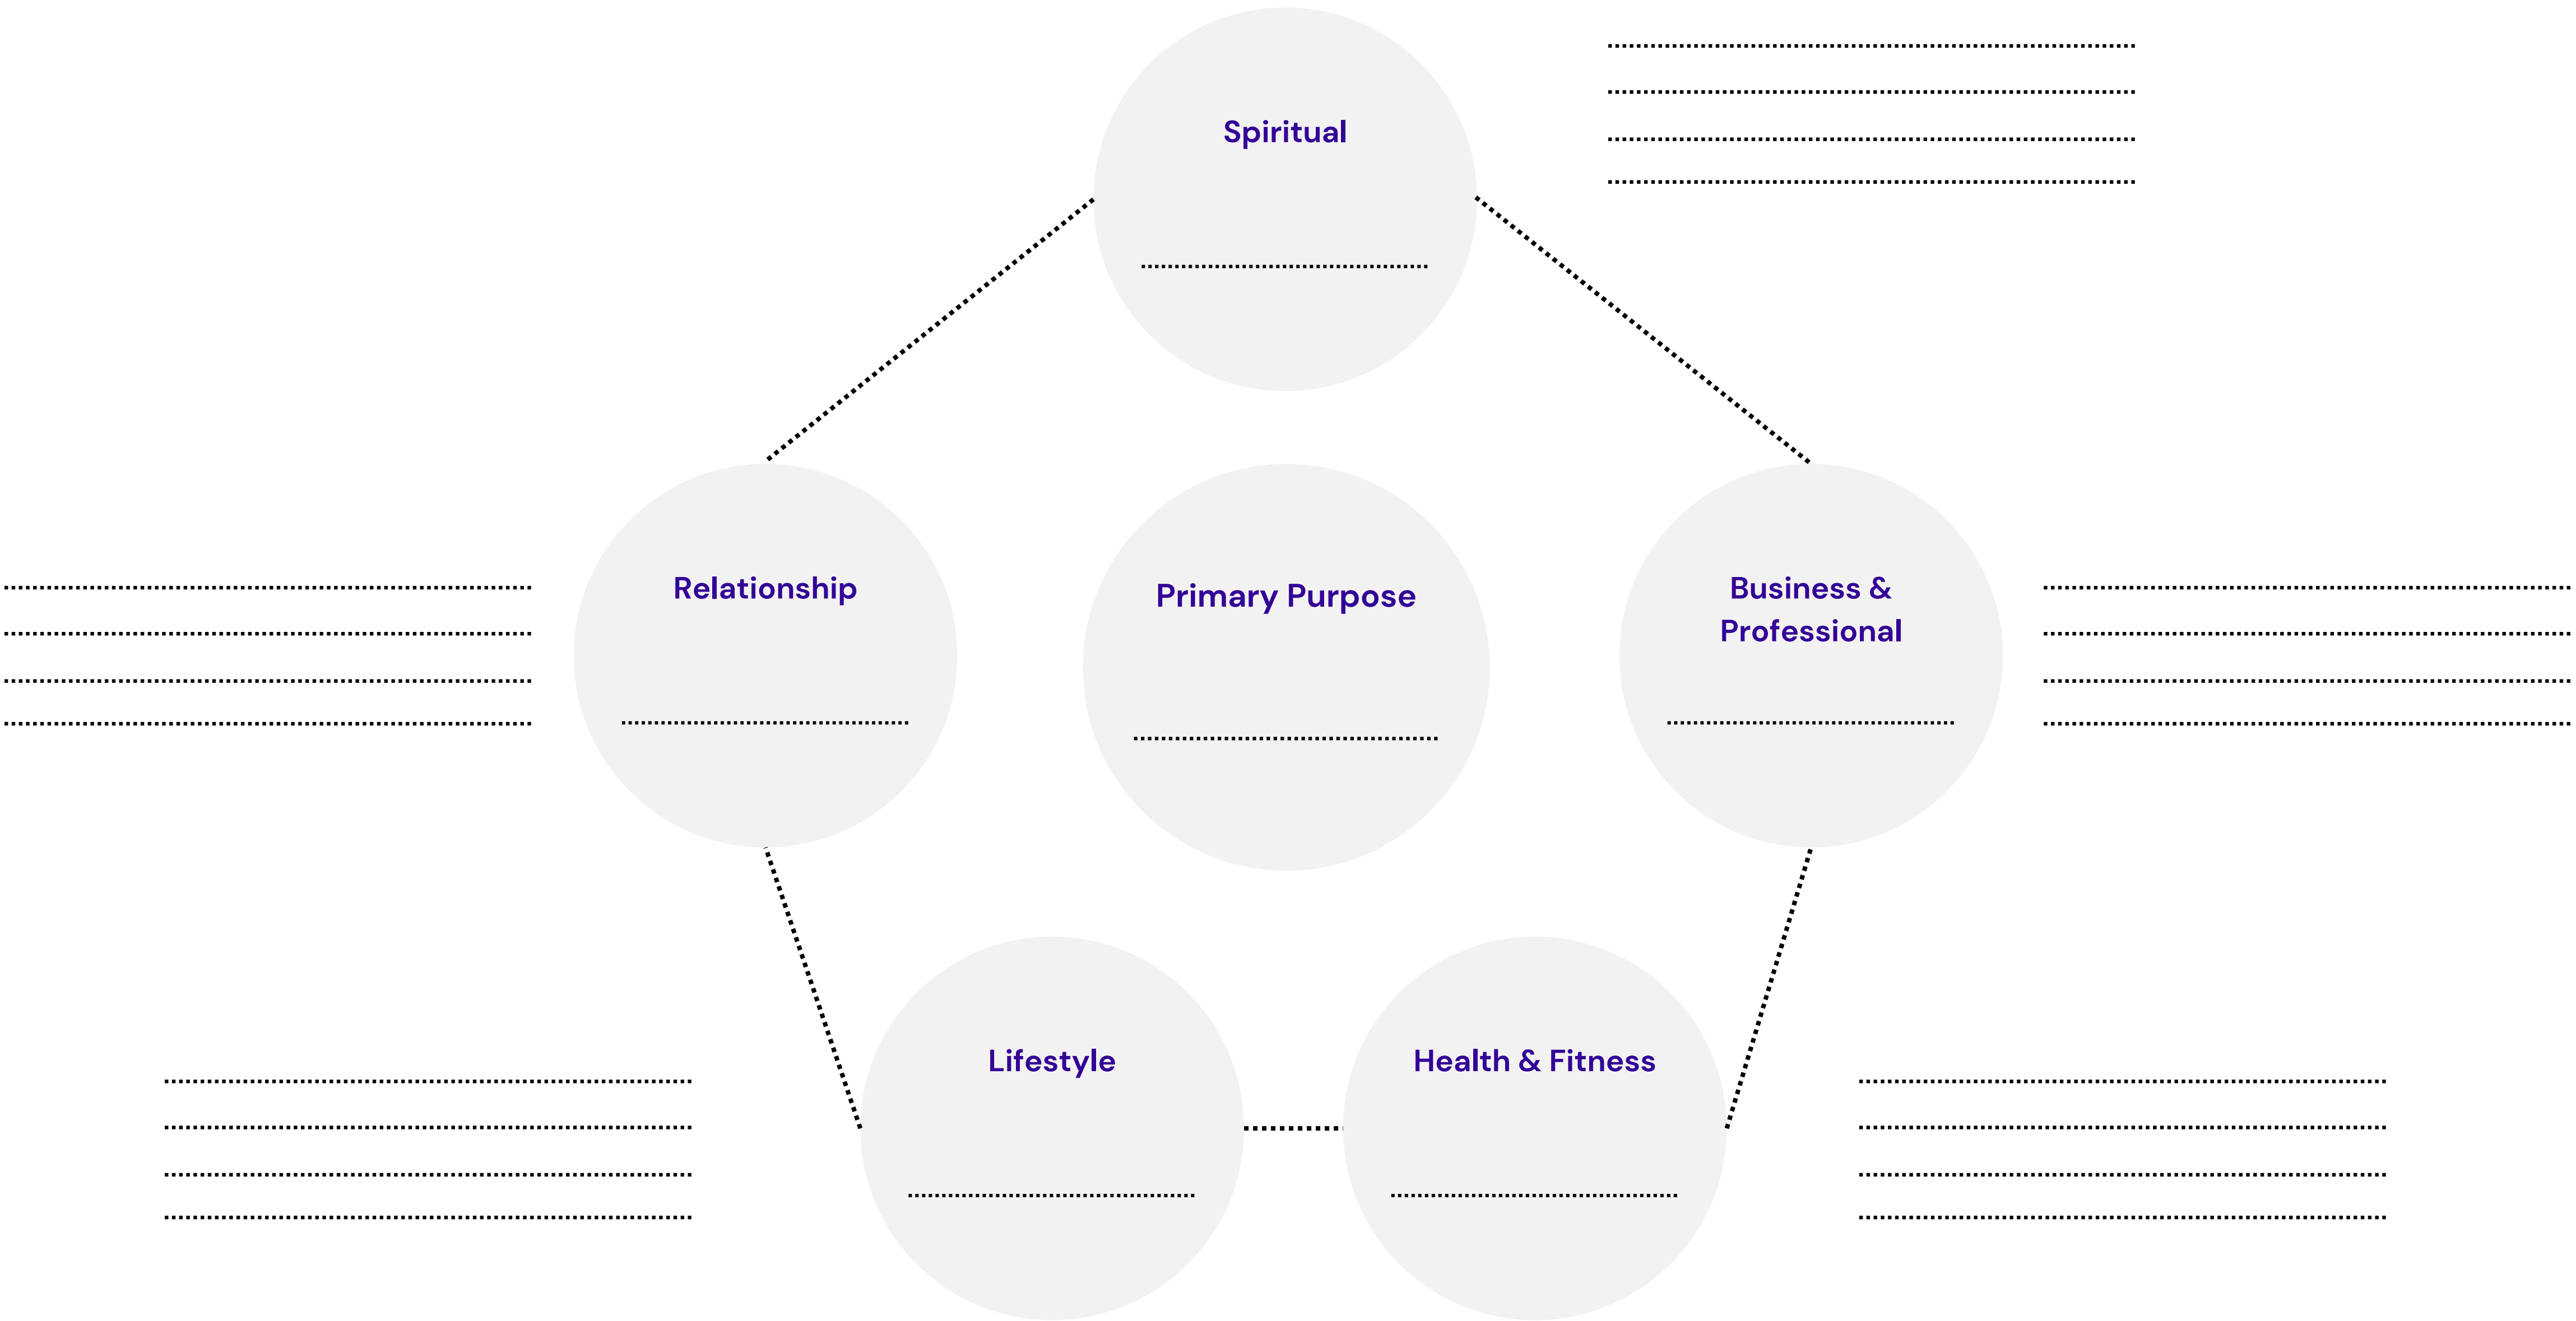 Spiritual
Relationship
Primary Purpose
Business &
Professional
Lifestyle
Health & Fitness